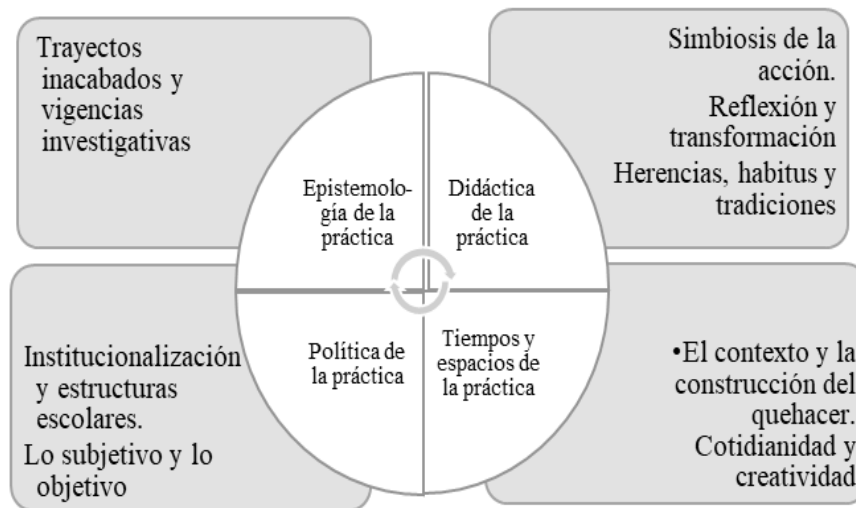 Trayectos
inacabados y
vigencias
investigativas
Simbiosis de la
acción.
Reflexión y
transformación
Herencias, habitus y
tradiciones
Epistemolo-
gía de la
práctica
Didáctica
de la
práctica
Política de
la práctica
Tiempos y
espacios de
la práctica
Institucionalización
y estructuras
escolares.
Lo subjetivo y lo
objetivo
•El contexto y la
construcción del
quehacer.
Cotidianidad y
creatividad